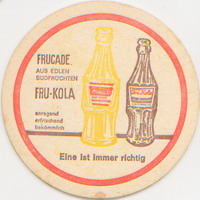 FRUCADE
AUS EDLEN
SÜDFRÜCHTEN
FRU-KOLA
anregend
erfrischend
bekömmlich
Eine ist immer richtig